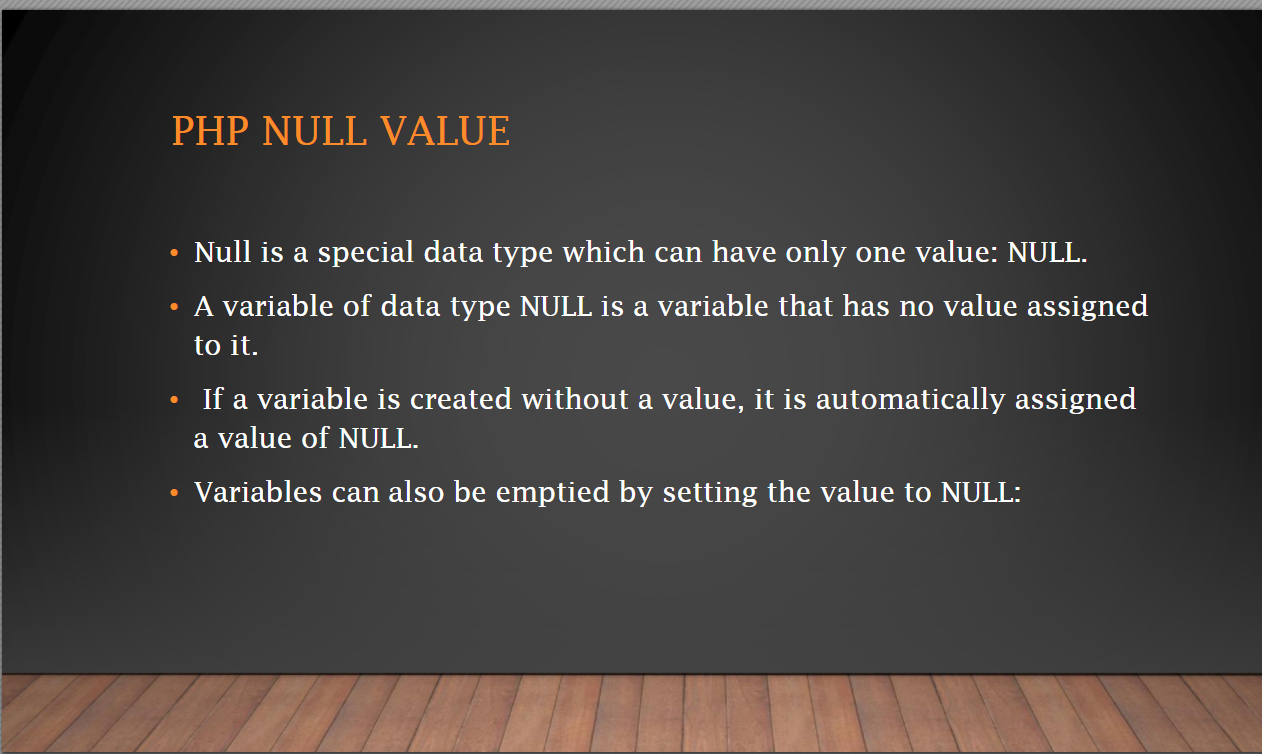 PHP NULL VALUE
• Null is a special data type which can have only one value: NULL.
• A variable of data type NULL is a variable that has no value assigned
to it.
• If a variable is created without a value, it is automatically assigned
a value of NULL.
• Variables can also be emptied by setting the value to NULL: